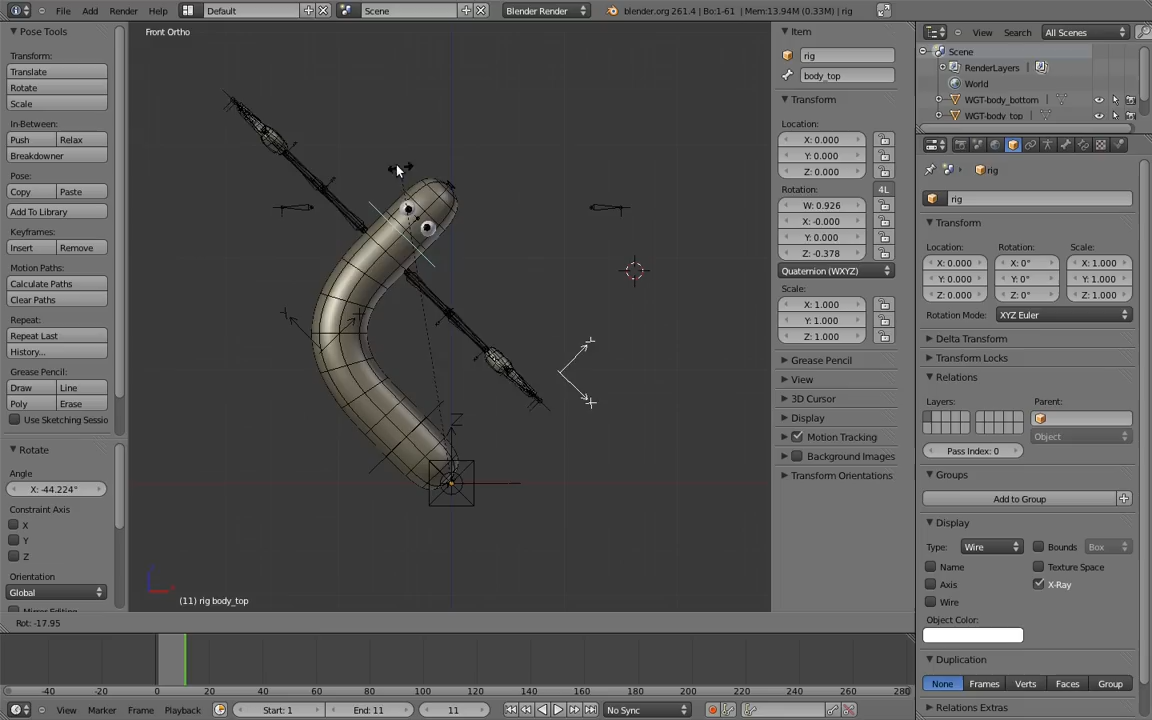 File Add Render Help Default Scene Blender Render blender.org 261.4 | Bo:1-61 | Mem:13.94M (0.33M) | rig
Pose Tools
Transform:
Translate
Rotate
Scale
In-Between:
Push Relax
Breakdowner
Pose:
Copy Paste
Add To Library
Keyframes:
Insert Remove
Motion Paths:
Calculate Paths
Clear Paths
Repeat:
Repeat Last
History...
Grease Pencil:
Draw Line
Poly Erase
Use Sketching Sessio
Rotate
Angle
X: -44.224°
Constraint Axis
X
Y
Z
Orientation
Global
Front Ortho
(11) rig body_top
Rot: -17.95
Item
rig
body_top
Transform
Location:
X: 0.000
Y: 0.000
Z: 0.000
Rotation:
4L
W: 0.926
X: -0.000
Y: 0.000
Z: -0.378
Quaternion (WXYZ)
Scale:
X: 1.000
Y: 1.000
Z: 1.000
Grease Pencil
View
3D Cursor
Display
Motion Tracking
Background Images
Transform Orientations
View Search All Scenes
Scene
RenderLayers
World
WGT-body_bottom
WGT-body_top
rig
rig
Transform
Location: Rotation: Scale:
X: 0.000 X: 0° X: 1.000
Y: 0.000 Y: 0° Y: 1.000
Z: 0.000 Z: 0° Z: 1.000
Rotation Mode: XYZ Euler
Delta Transform
Transform Locks
Relations
Layers: Parent:
Object
Pass Index: 0
Groups
Add to Group
Display
Type: Wire Bounds Box
Name Texture Space
Axis X-Ray
Wire
Object Color:
Duplication
None Frames Verts Faces Group
Relations Extras
-40 -20 0 20 40 60 80 100 120 140 160 180 200 220 240 260 280
View Marker Frame Playback Start: 1 End: 11 11 No Sync